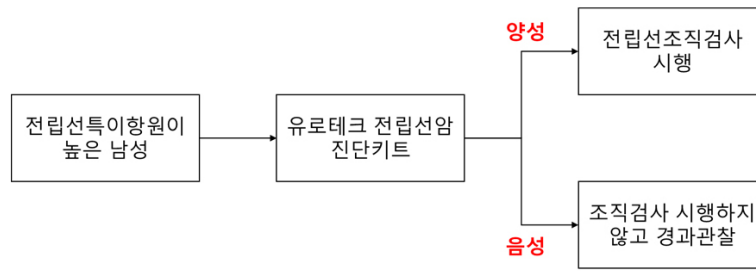 전립선특이항원이
높은 남성
유로테크 전립선암
진단키트
양성
전립선조직검사
시행
음성
조직검사 시행하지
않고 경과관찰